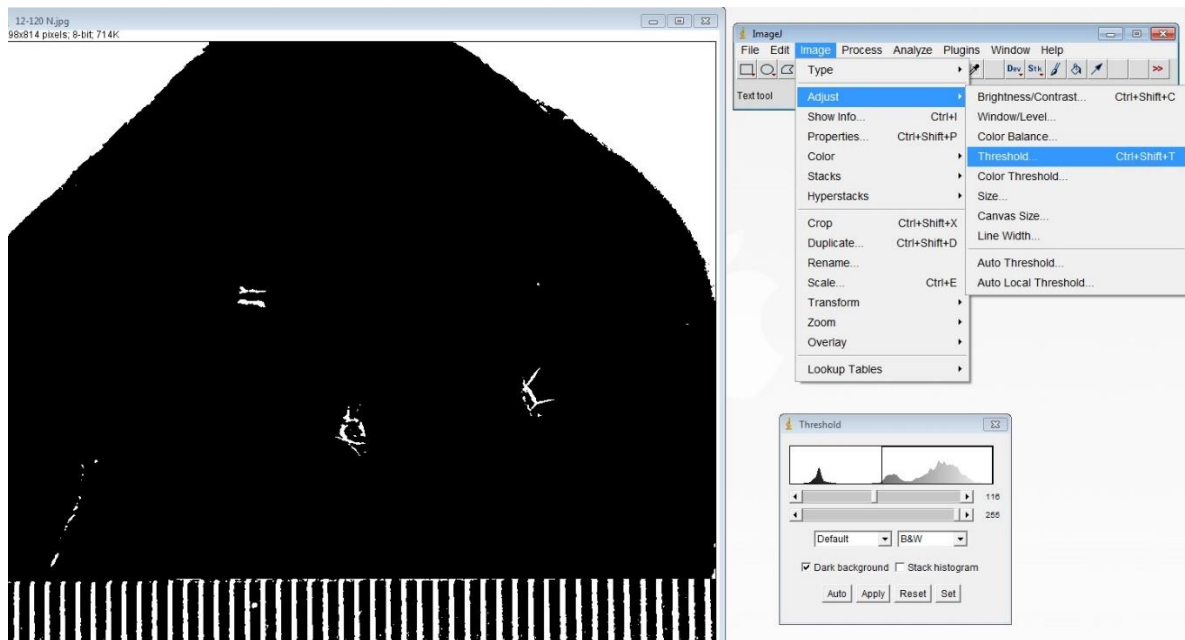 12-120 N.jpg
98x814 pixels; 8-bit; 714K
ImageJ
File Edit Image Process Analyze Plugins Window Help
Dev Stk >>
Text tool
Type
Adjust
Show Info... Ctrl+I
Properties... Ctrl+Shift+P
Color
Stacks
Hyperstacks
Crop Ctrl+Shift+X
Duplicate... Ctrl+Shift+D
Rename...
Scale... Ctrl+E
Transform
Zoom
Overlay
Lookup Tables
Brightness/Contrast... Ctrl+Shift+C
Window/Level...
Color Balance...
Threshold... Ctrl+Shift+T
Color Threshold...
Size...
Canvas Size...
Line Width...
Auto Threshold...
Auto Local Threshold...
Threshold
116
255
Default B&W
Dark background Stack histogram
Auto Apply Reset Set